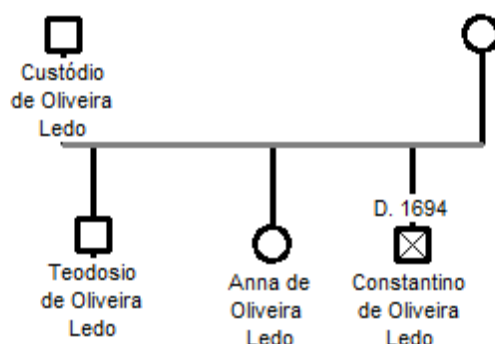 Custódio
de Oliveira
Ledo
D. 1694
Teodosio
de Oliveira
Ledo
Anna de
Oliveira
Ledo
Constantino
de Oliveira
Ledo